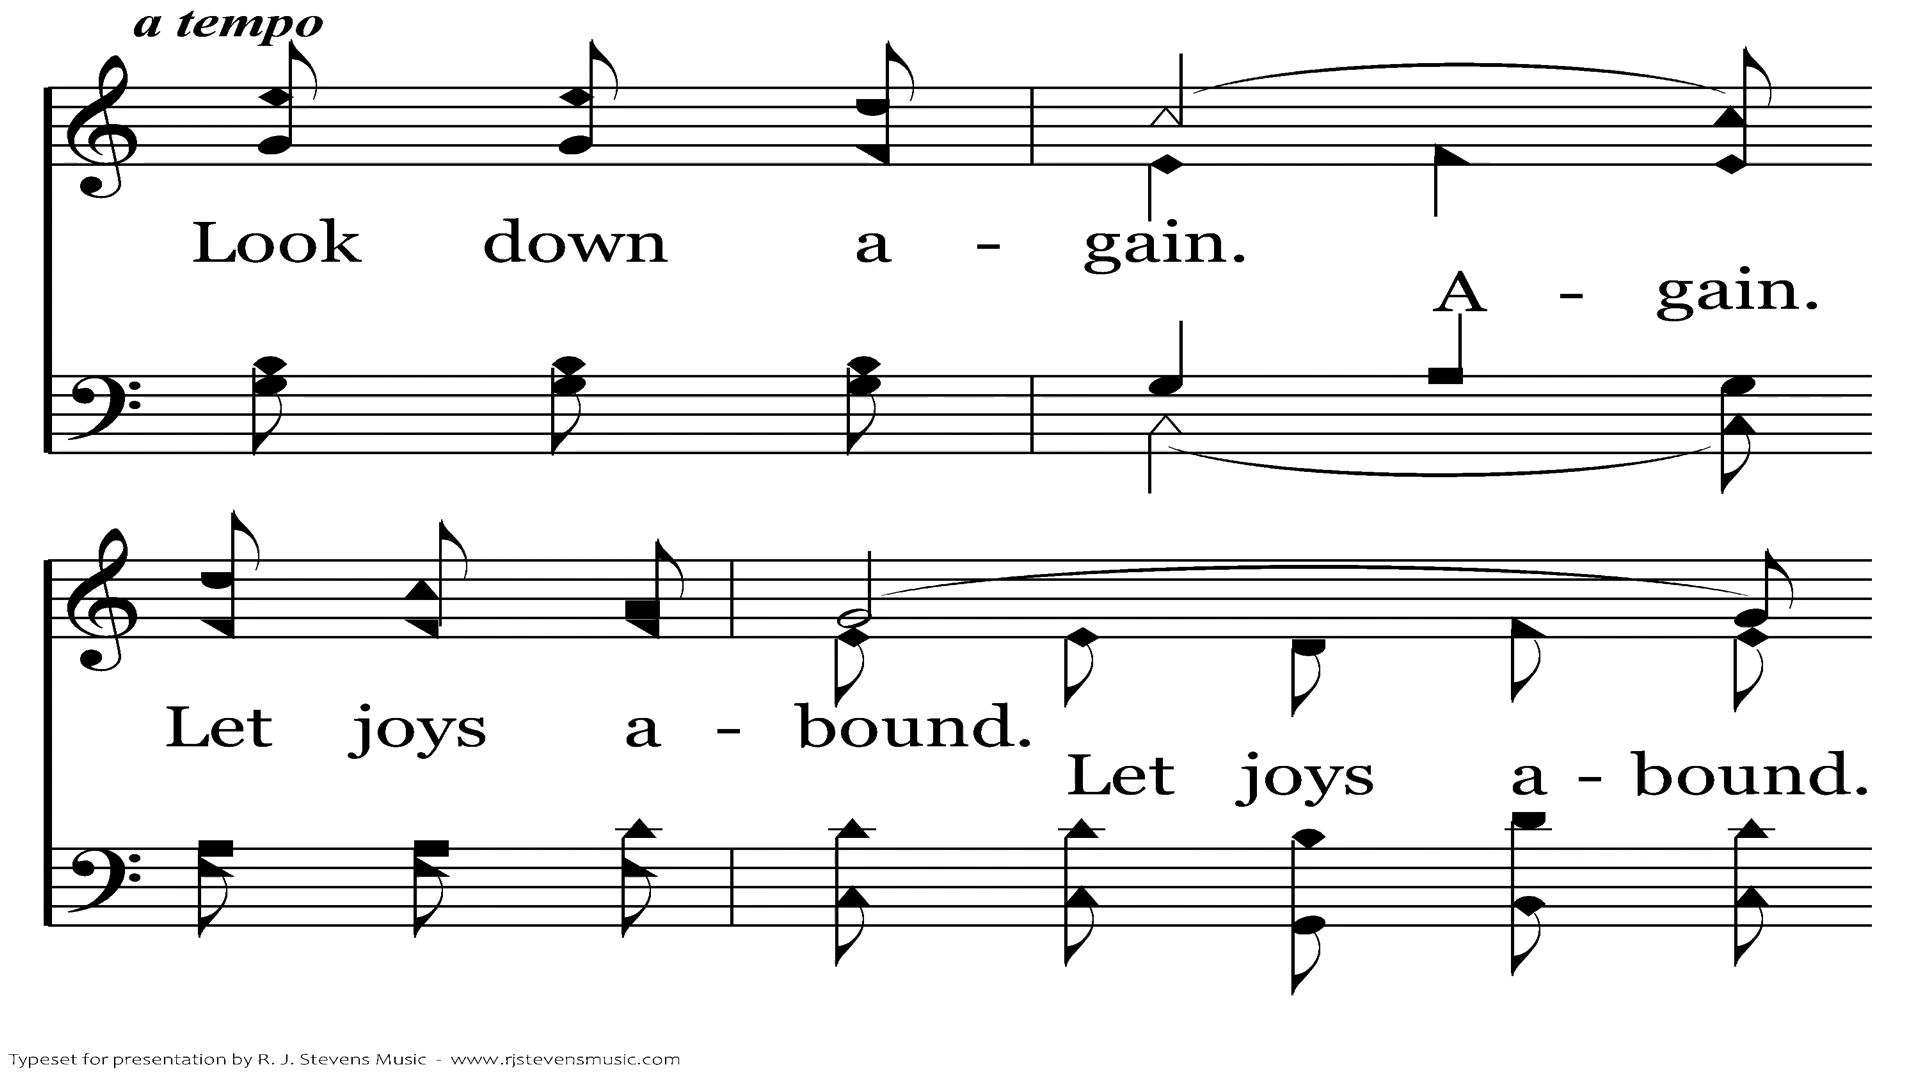 a tempo
Look down a - gain.
A - gain.
Let joys a - bound.
Let joys a - bound.
Typeset for presentation by R. J. Stevens Music - www.rjstevensmusic.com